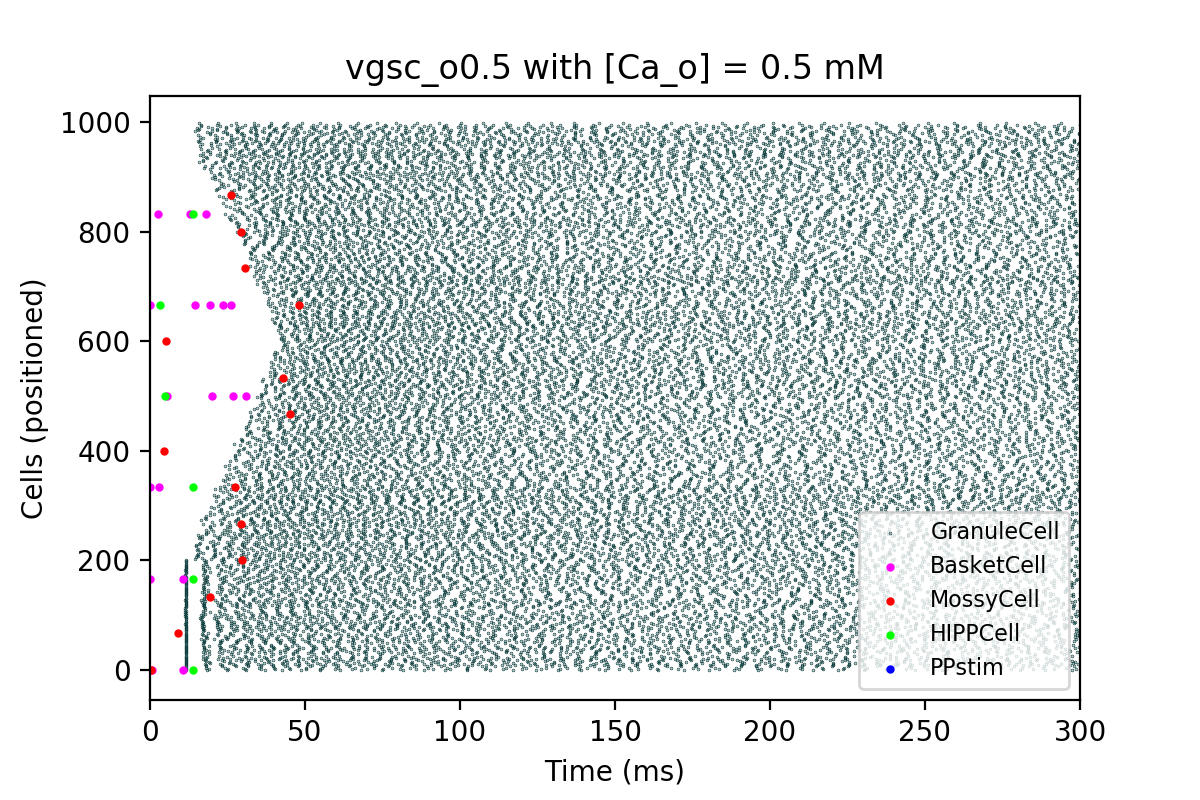 vgsc_o0.5 with [Ca_o] = 0.5 mM
Cells (positioned)
1000
800
600
400
200
0
GranuleCell
BasketCell
MossyCell
HIPPCell
PPstim
0 50 100 150 200 250 300
Time (ms)